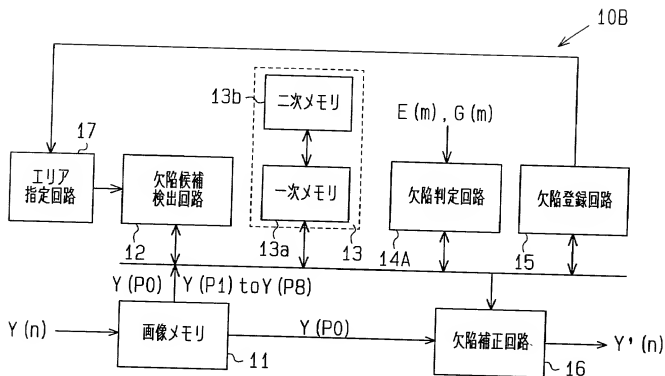 10B
13b
二次メモリ
E(m),G(m)
17
エリア
指定回路
欠陥候補
検出回路
一次メモリ
欠陥判定回路
欠陥登録回路
12
13a
13
14A
15
Y(P0)
Y(P1)toY(P8)
Y(n)
画像メモリ
Y(P0)
欠陥補正回路
Y'(n)
11
16